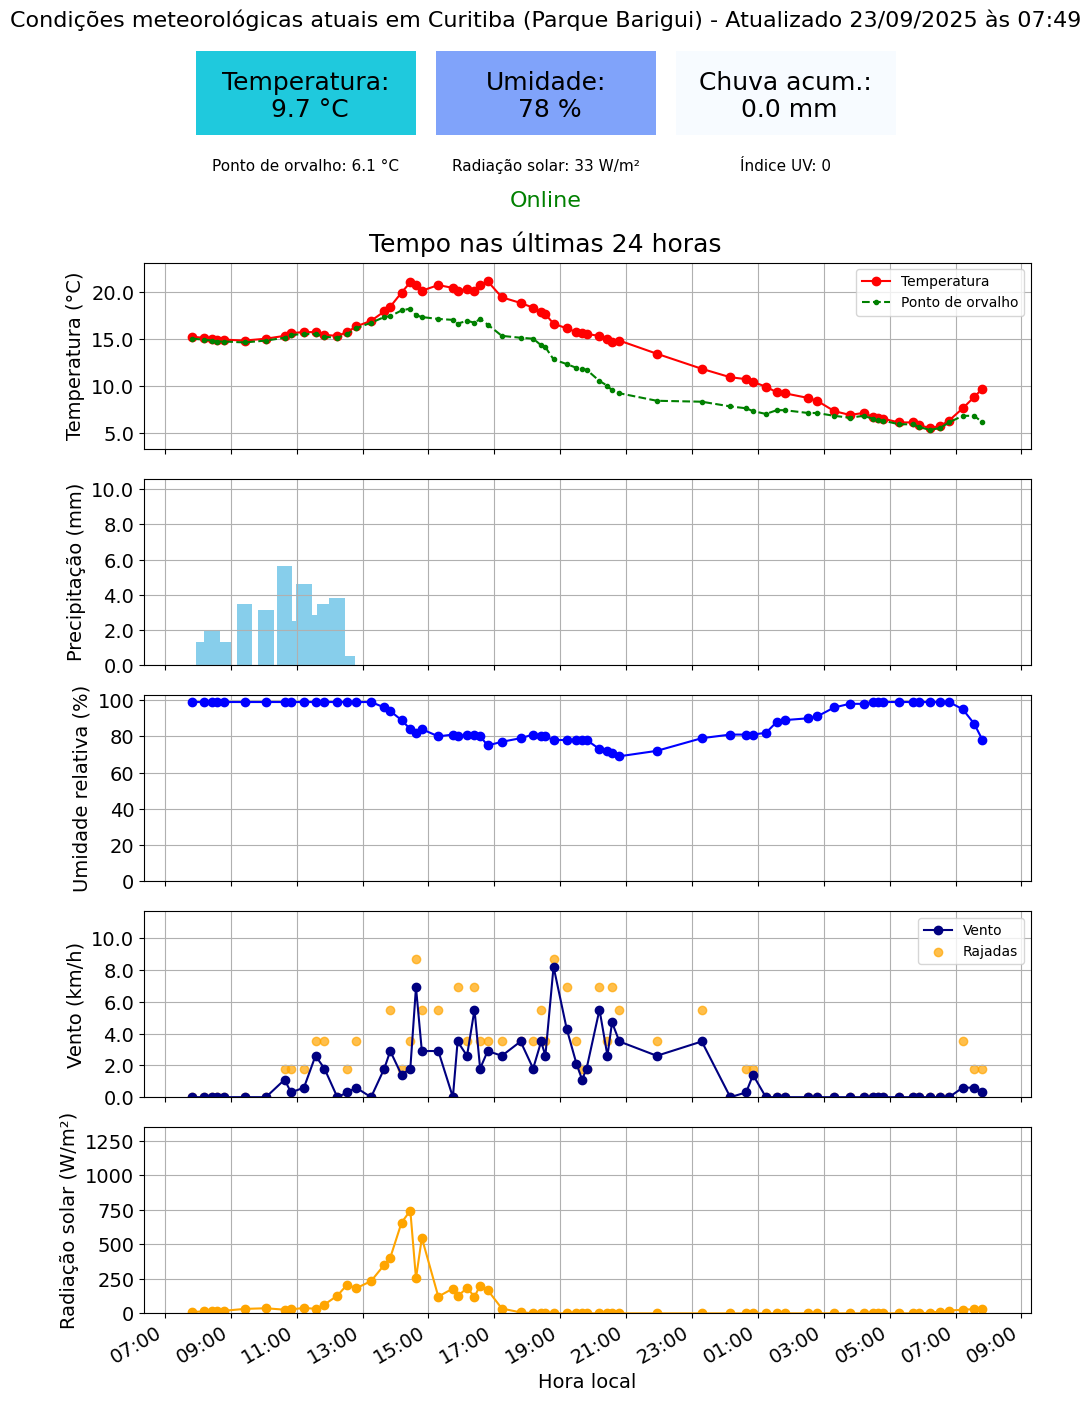 Condições meteorológicas atuais em Curitiba (Parque Barigui) - Atualizado 23/09/2025 às 07:49
Temperatura:
9.7 °C
Umidade:
78 %
Chuva acum.:
0.0 mm
Ponto de orvalho: 6.1 °C
Radiação solar: 33 W/m²
Índice UV: 0
Online
Tempo nas últimas 24 horas
Temperatura (°C)
20.0
15.0
10.0
5.0
Temperatura
Ponto de orvalho
Precipitação (mm)
10.0
8.0
6.0
4.0
2.0
0.0
Umidade relativa (%)
100
80
60
40
20
0
Vento (km/h)
10.0
8.0
6.0
4.0
2.0
0.0
Vento
Rajadas
Radiação solar (W/m²)
1250
1000
750
500
250
0
07:00
09:00
11:00
13:00
15:00
17:00
19:00
21:00
23:00
01:00
03:00
05:00
07:00
09:00
Hora local